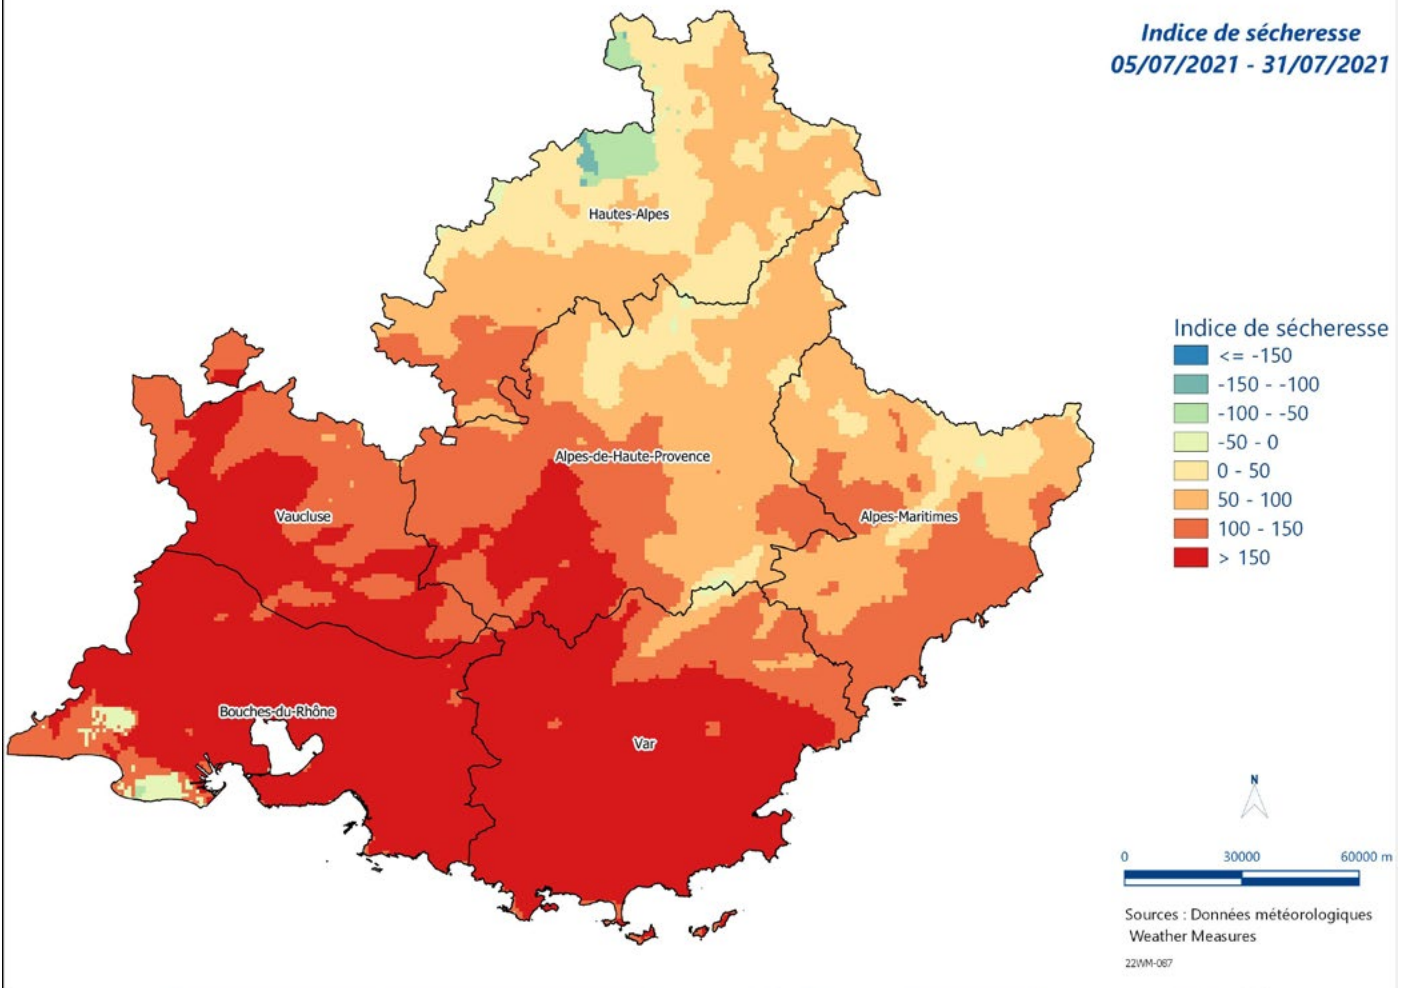 Indice de sécheresse
05/07/2021 - 31/07/2021
Hautes-Alpes
Alpes-de-Haute-Provence
Vaucluse
Alpes-Maritimes
Bouches-du-Rhône
Var
Indice de sécheresse
<= -150
-150 - -100
-100 - -50
-50 - 0
0 - 50
50 - 100
100 - 150
> 150
N
0 30000 60000 m
Sources : Données météorologiques
Weather Measures
22WM-087